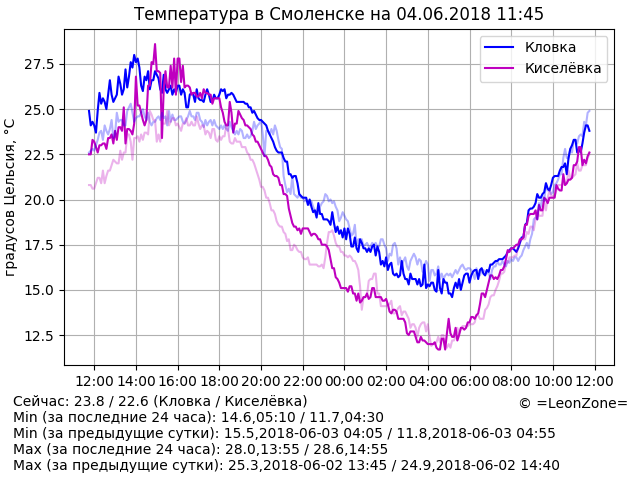 Температура в Смоленске на 04.06.2018 11:45
Кловка
Киселёвка
градусов Цельсия, °C
27.5
25.0
22.5
20.0
17.5
15.0
12.5
12:00 14:00 16:00 18:00 20:00 22:00 00:00 02:00 04:00 06:00 08:00 10:00 12:00
Сейчас: 23.8 / 22.6 (Кловка / Киселёвка)
© =LeonZone=
Min (за последние 24 часа): 14.6,05:10 / 11.7,04:30
Min (за предыдущие сутки): 15.5,2018-06-03 04:05 / 11.8,2018-06-03 04:55
Max (за последние 24 часа): 28.0,13:55 / 28.6,14:55
Max (за предыдущие сутки): 25.3,2018-06-02 13:45 / 24.9,2018-06-02 14:40